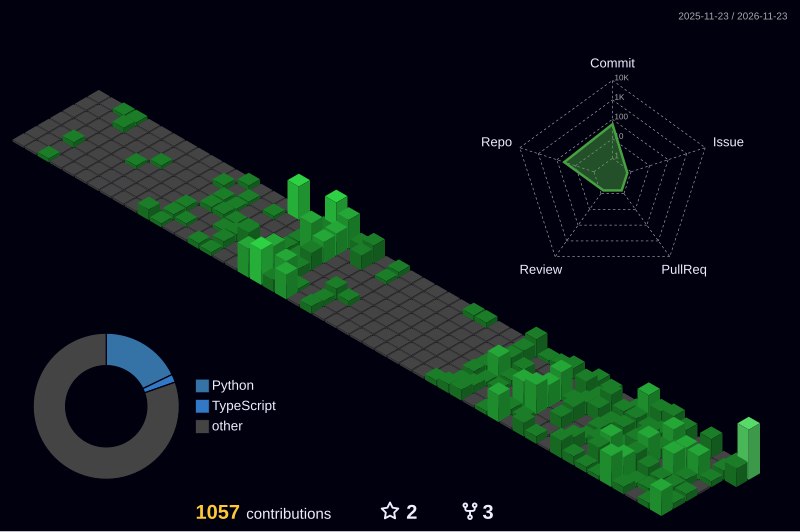 2025-11-23 / 2026-11-23
Commit
10K
1K
100
Repo
Issue
Review
PullReq
Python
TypeScript
other
1057 contributions
2
3